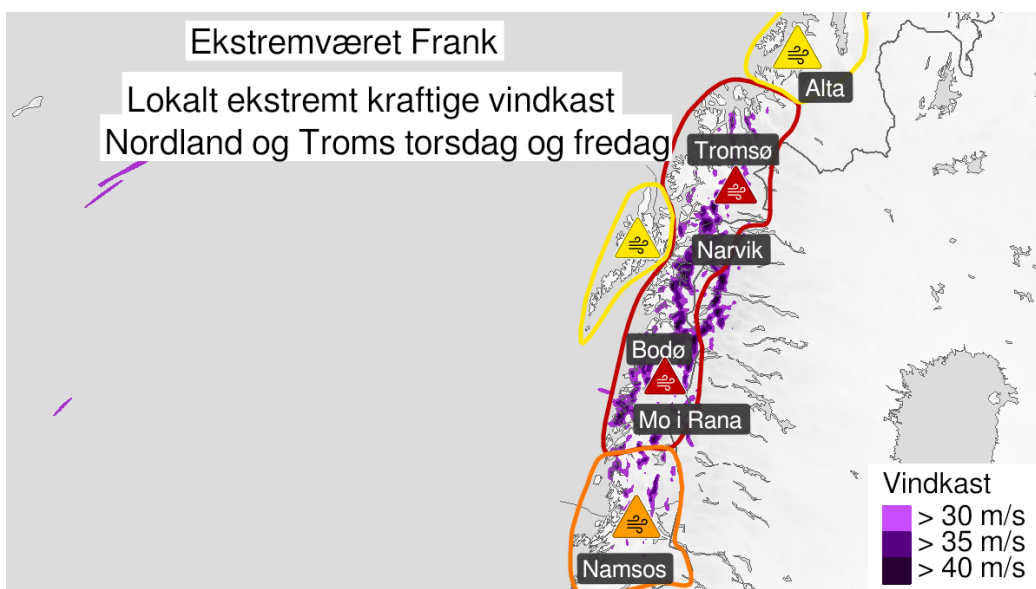 Ekstremværet Frank
Lokalt ekstremt kraftige vindkast
Nordland og Troms torsdag og fredag
Alta
Tromsø
Narvik
Bodø
Mo i Rana
Namsos
Vindkast
> 30 m/s
> 35 m/s
> 40 m/s